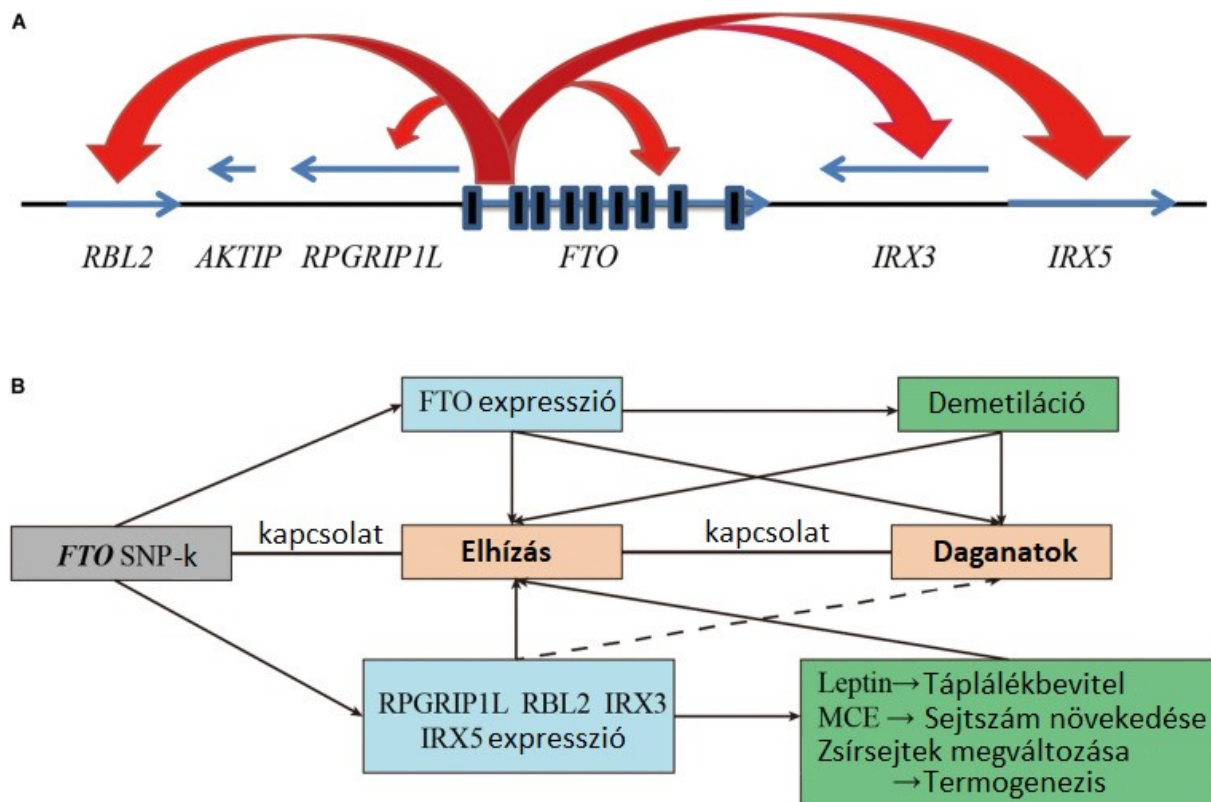 A
RBL2 AKTIP RPGRIP1L FTO IRX3 IRX5
B
FTO expresszió
Demetiláció
FTO SNP-k
kapcsolat
Elhízás
kapcsolat
Daganatok
RPGRIP1L RBL2 IRX3
IRX5 expresszió
Leptin→Táplálékbevitel
MCE → Sejtszám növekedése
Zsírsejtek megváltozása
→Termogenezis